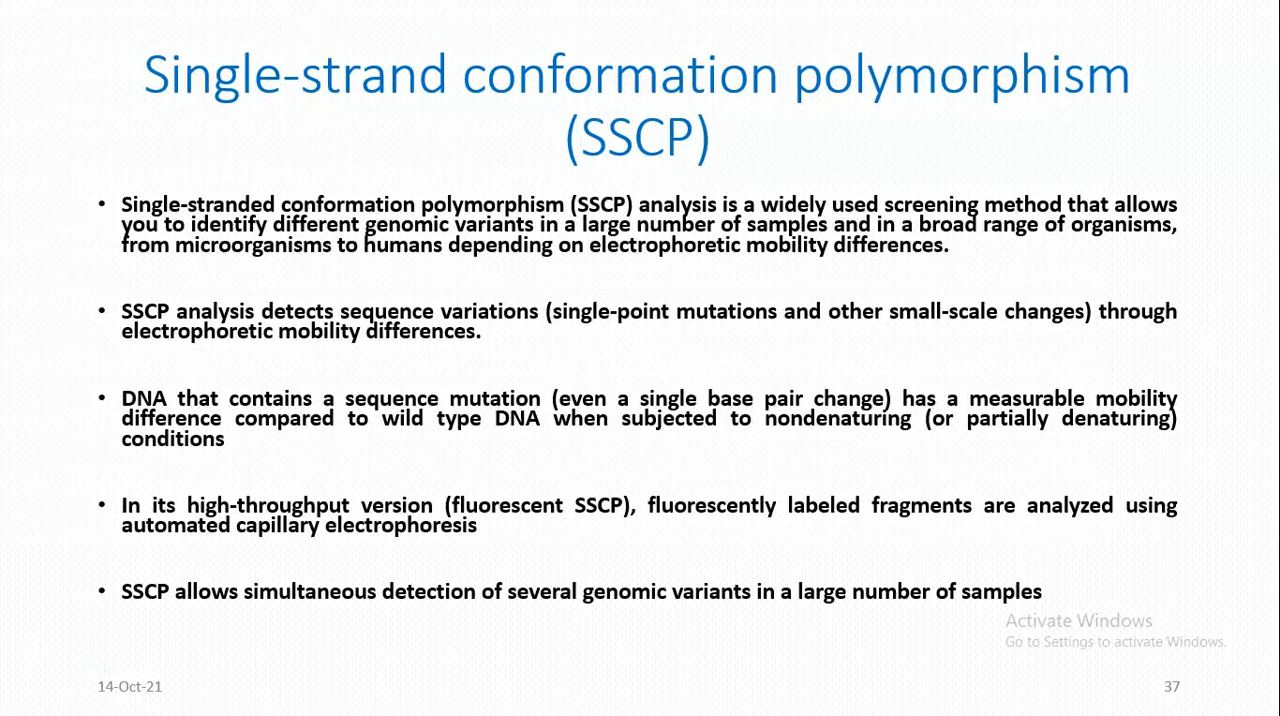 Single-strand conformation polymorphism
(SSCP)
• Single-stranded conformation polymorphism (SSCP) analysis is a widely used screening method that allows
you to identify different genomic variants in a large number of samples and in a broad range of organisms,
from microorganisms to humans depending on electrophoretic mobility differences.
• SSCP analysis detects sequence variations (single-point mutations and other small-scale changes) through
electrophoretic mobility differences.
• DNA that contains a sequence mutation (even a single base pair change) has a measurable mobility
difference compared to wild type DNA when subjected to nondenaturing (or partially denaturing)
conditions
• In its high-throughput version (fluorescent SSCP), fluorescently labeled fragments are analyzed using
automated capillary electrophoresis
• SSCP allows simultaneous detection of several genomic variants in a large number of samples
Activate Windows
Go to Settings to activate Windows.
14-Oct-21
37